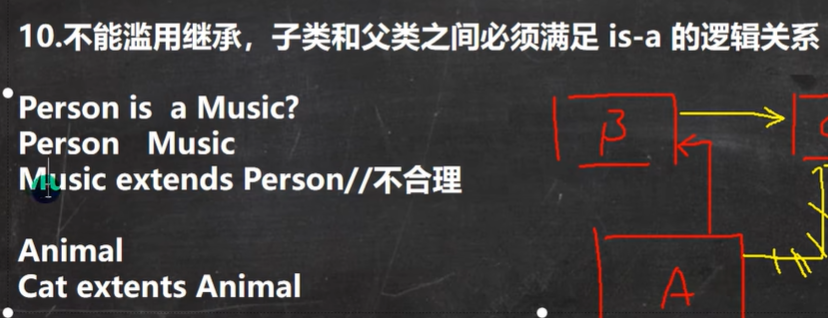 10.不能滥用继承，子类和父类之间必须满足 is-a 的逻辑关系
Person is  a Music?
Person   Music
Music extends Person//不合理
B
Animal
Cat extents Animal
A